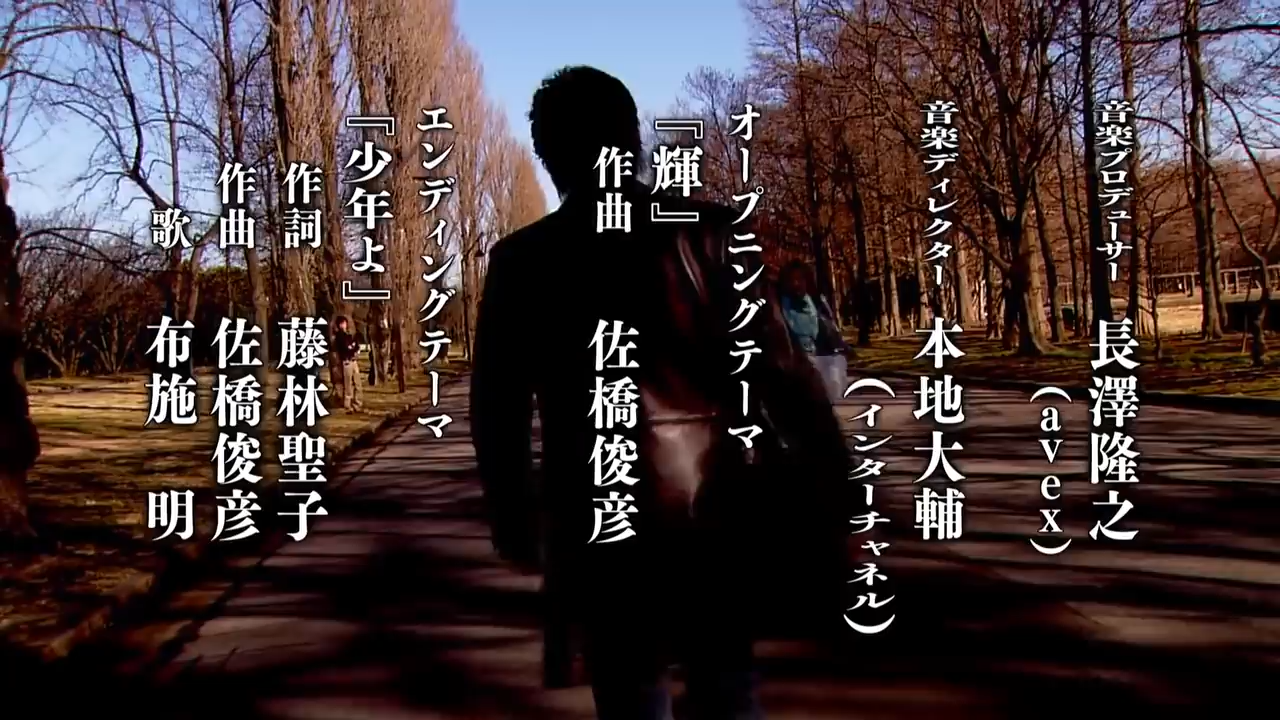 音楽プロデューサー 長澤隆之
(avex)
音楽ディレクター 本地大輔
(インターチャネル)
オープニングテーマ
『輝』
作曲 佐橋俊彦
エンディングテーマ
『少年よ』
作詞 藤林聖子
作曲 佐橋俊彦
歌 布施 明